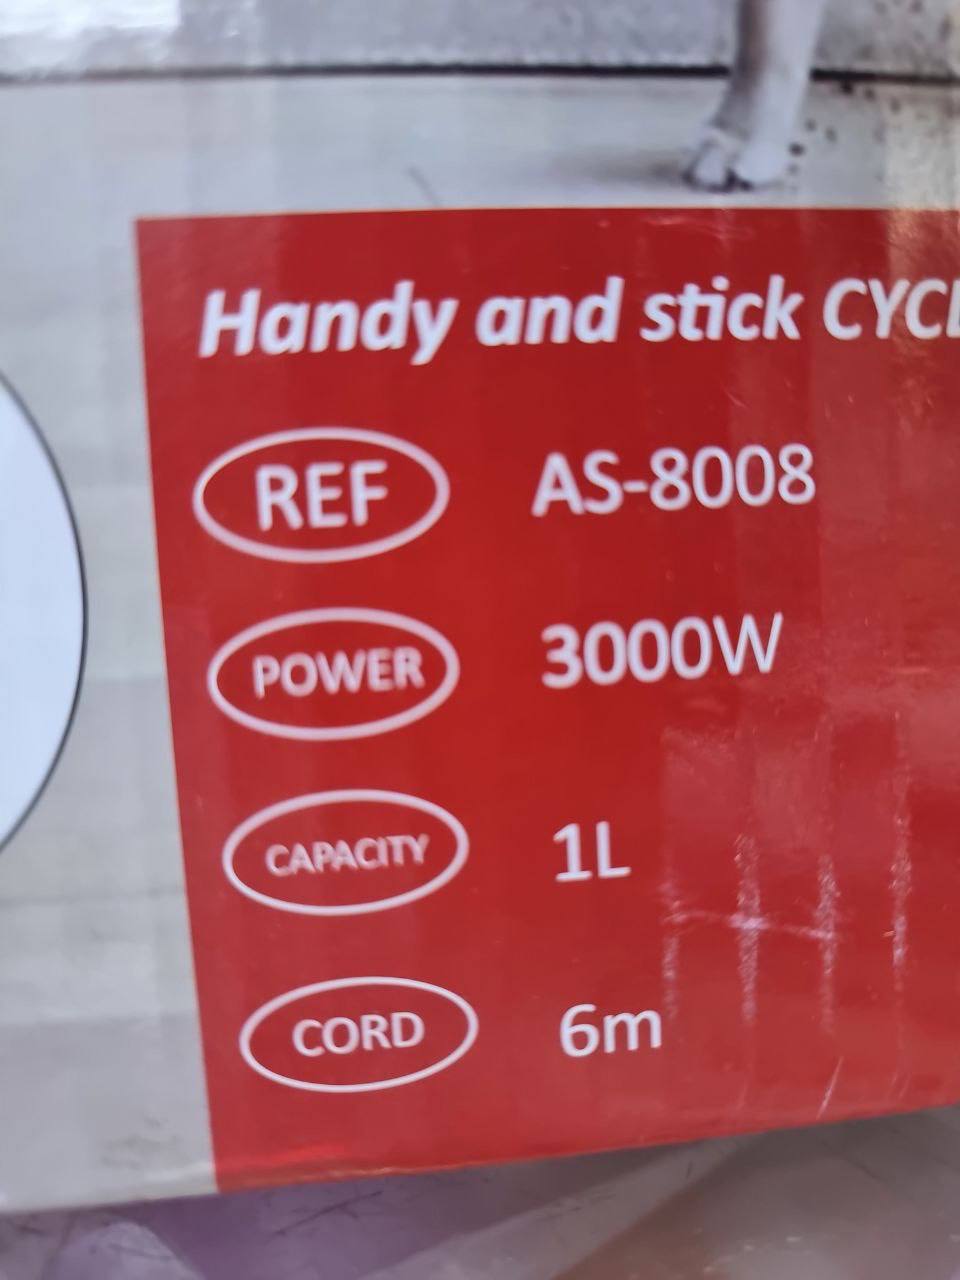 Handy and stick CYCL
REF AS-8008
POWER 3000W
CAPACITY 1L
CORD 6m